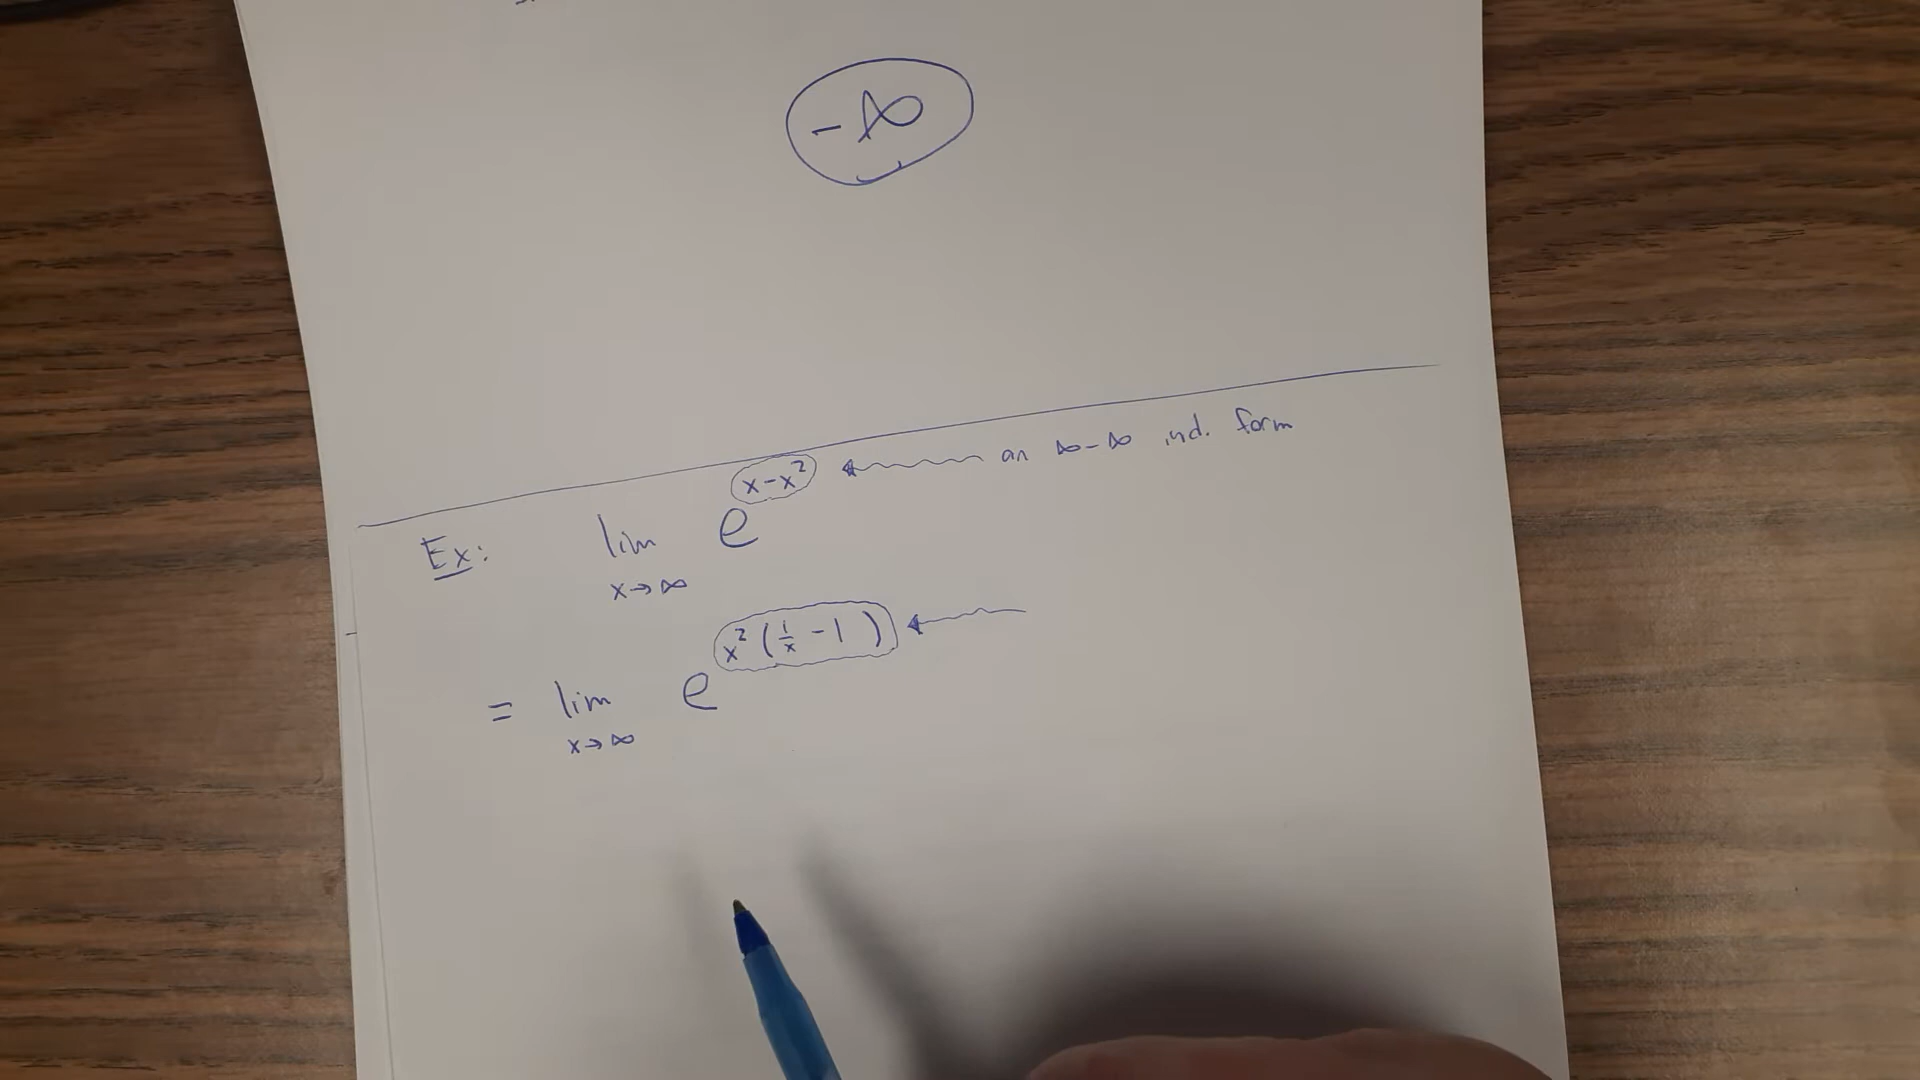 -∞
Ex: lim x→∞ e^(x-x²) ← an ∞-∞ ind. form
= lim x→∞ e^(x²(1/x - 1)) ←